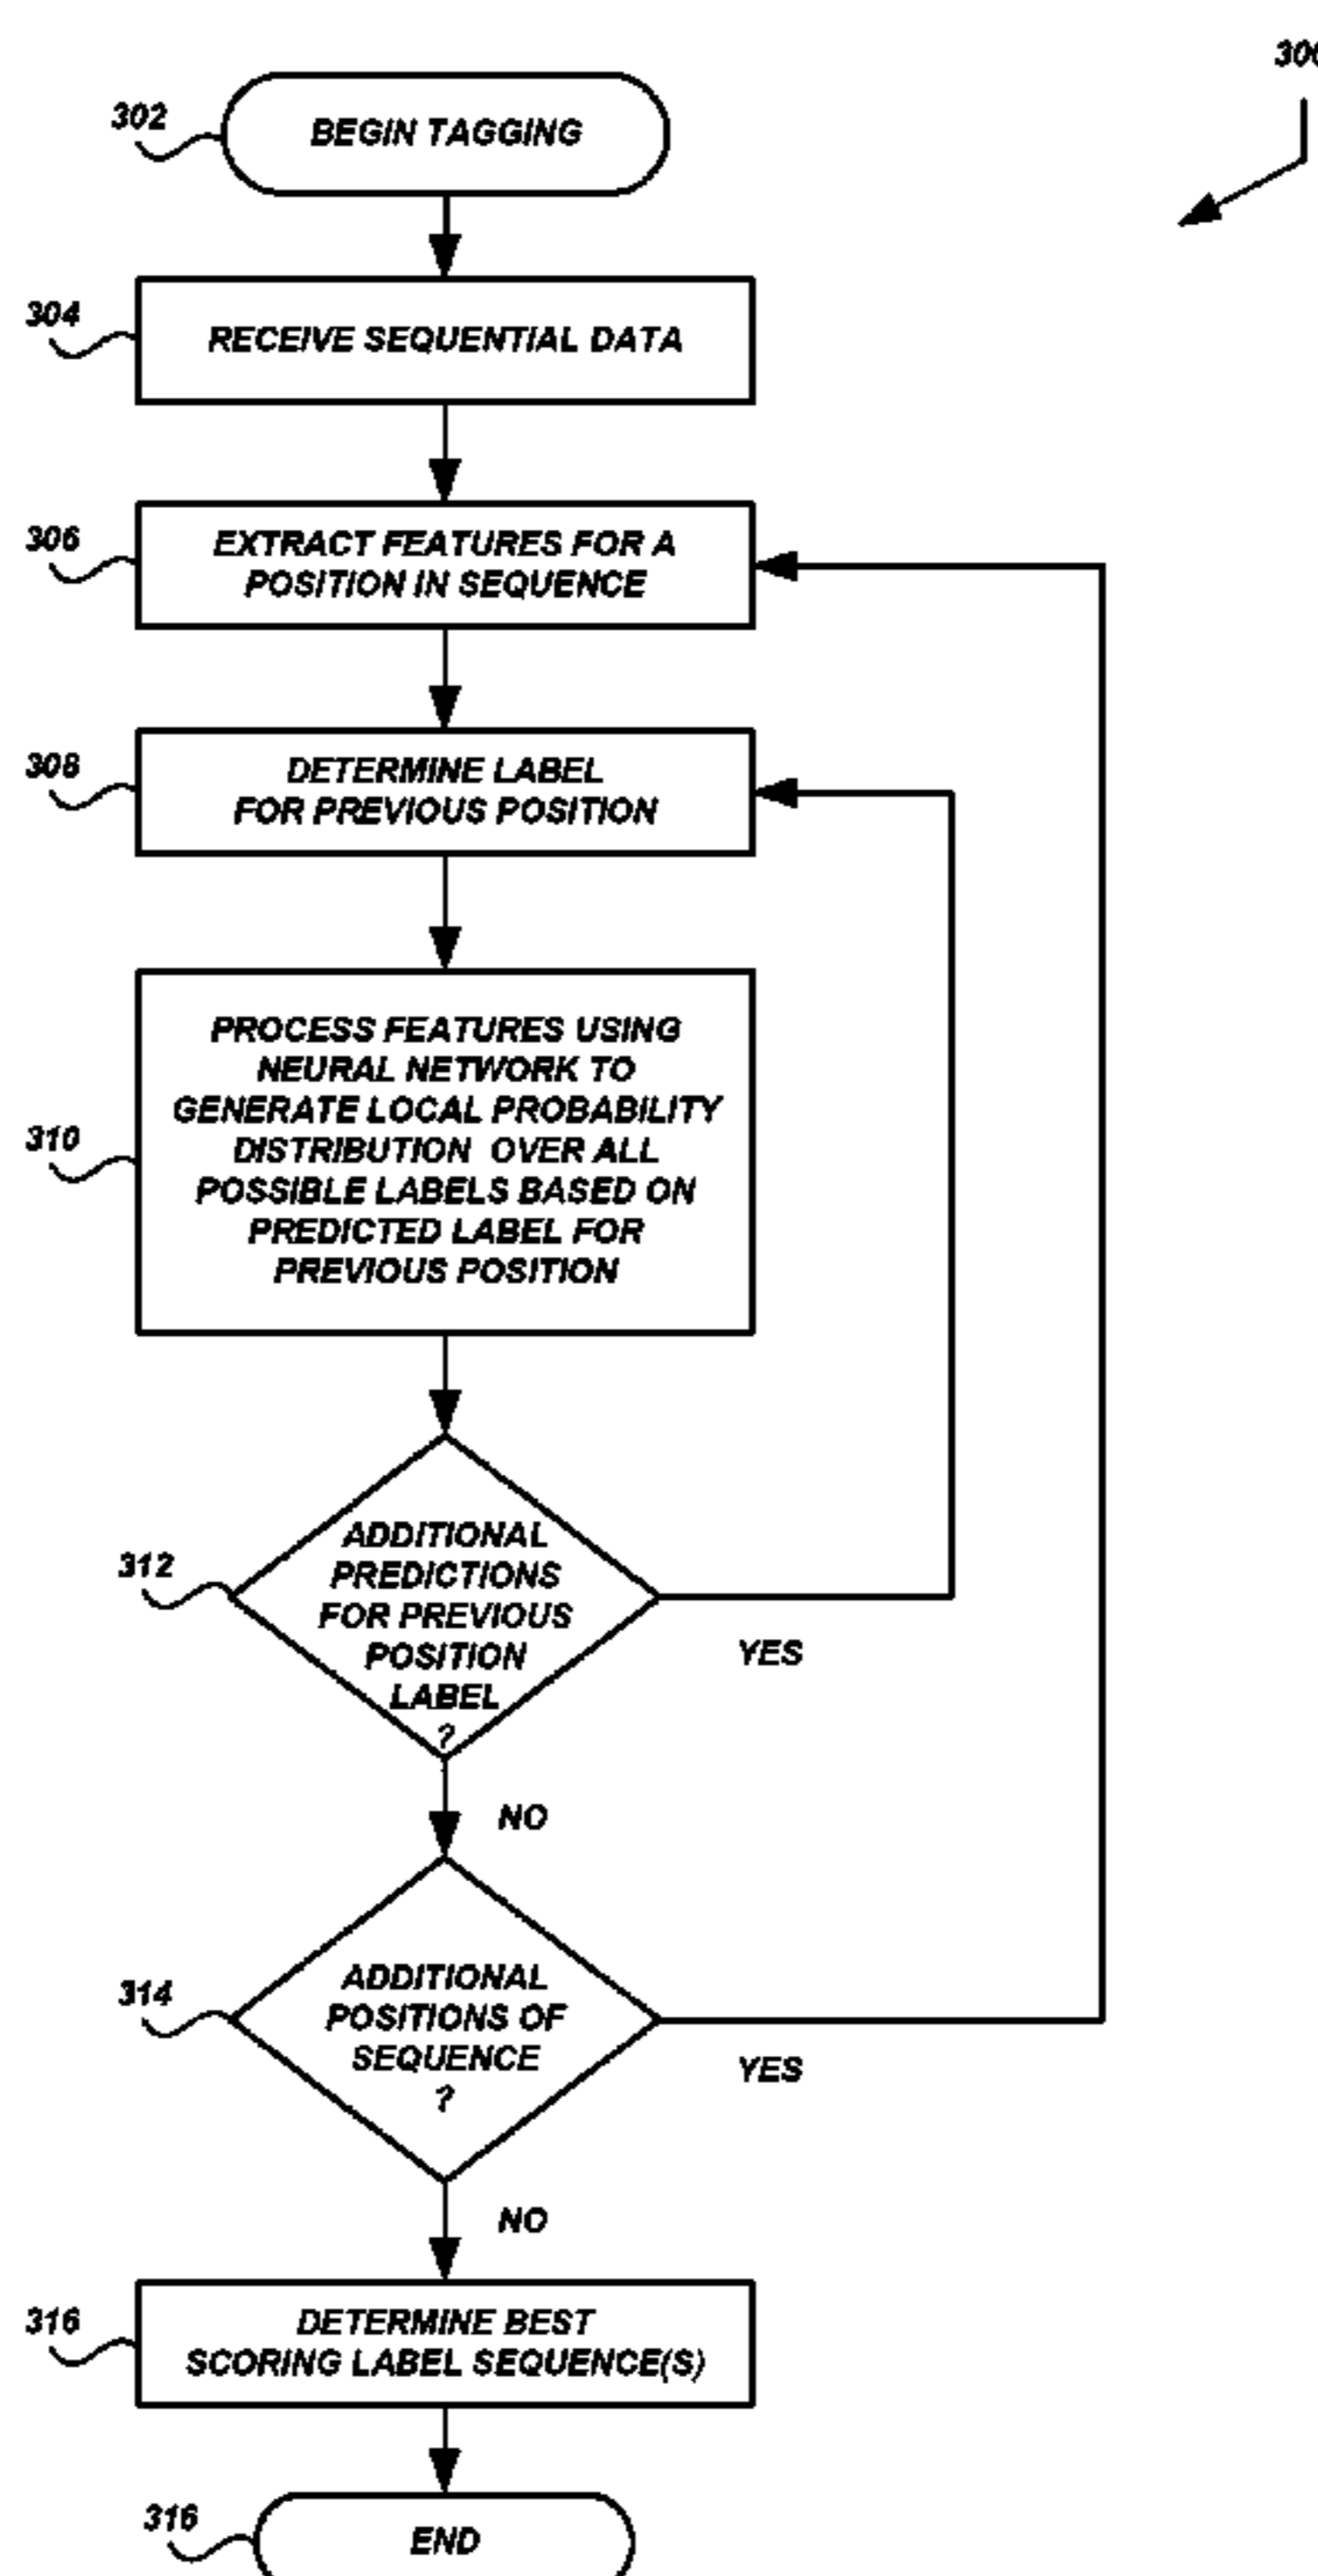 300
302
BEGIN TAGGING
304
RECEIVE SEQUENTIAL DATA
306
EXTRACT FEATURES FOR A
POSITION IN SEQUENCE
308
DETERMINE LABEL
FOR PREVIOUS POSITION
310
PROCESS FEATURES USING
NEURAL NETWORK TO
GENERATE LOCAL PROBABILITY
DISTRIBUTION OVER ALL
POSSIBLE LABELS BASED ON
PREDICTED LABEL FOR
PREVIOUS POSITION
312
ADDITIONAL
PREDICTIONS
FOR PREVIOUS
POSITION
LABEL
?
YES
NO
314
ADDITIONAL
POSITIONS OF
SEQUENCE
?
YES
NO
316
DETERMINE BEST
SCORING LABEL SEQUENCE(S)
316
END